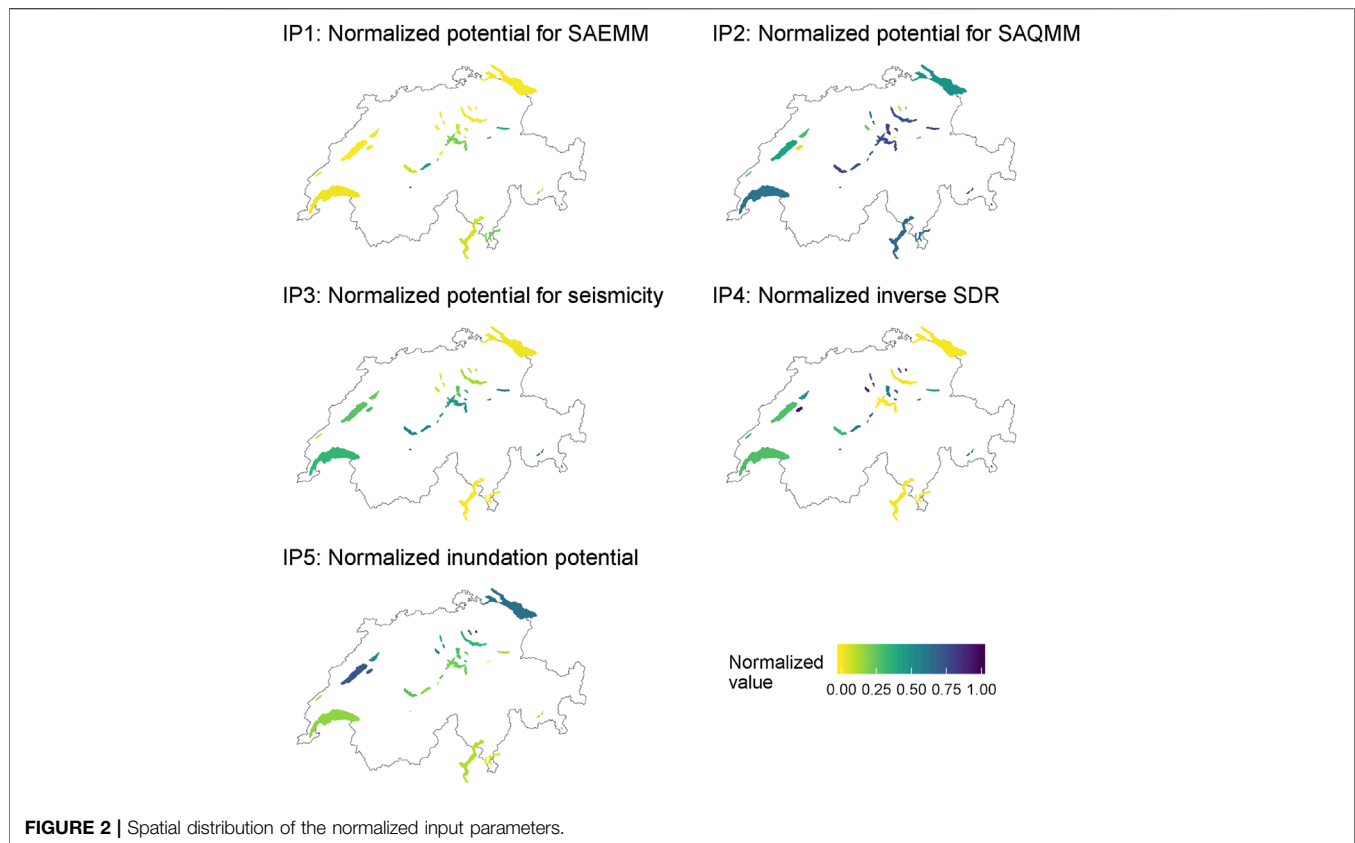 IP1: Normalized potential for SAEMM
IP2: Normalized potential for SAQMM
IP3: Normalized potential for seismicity
IP4: Normalized inverse SDR
IP5: Normalized inundation potential
Normalized
value
0.00 0.25 0.50 0.75 1.00
FIGURE 2 | Spatial distribution of the normalized input parameters.